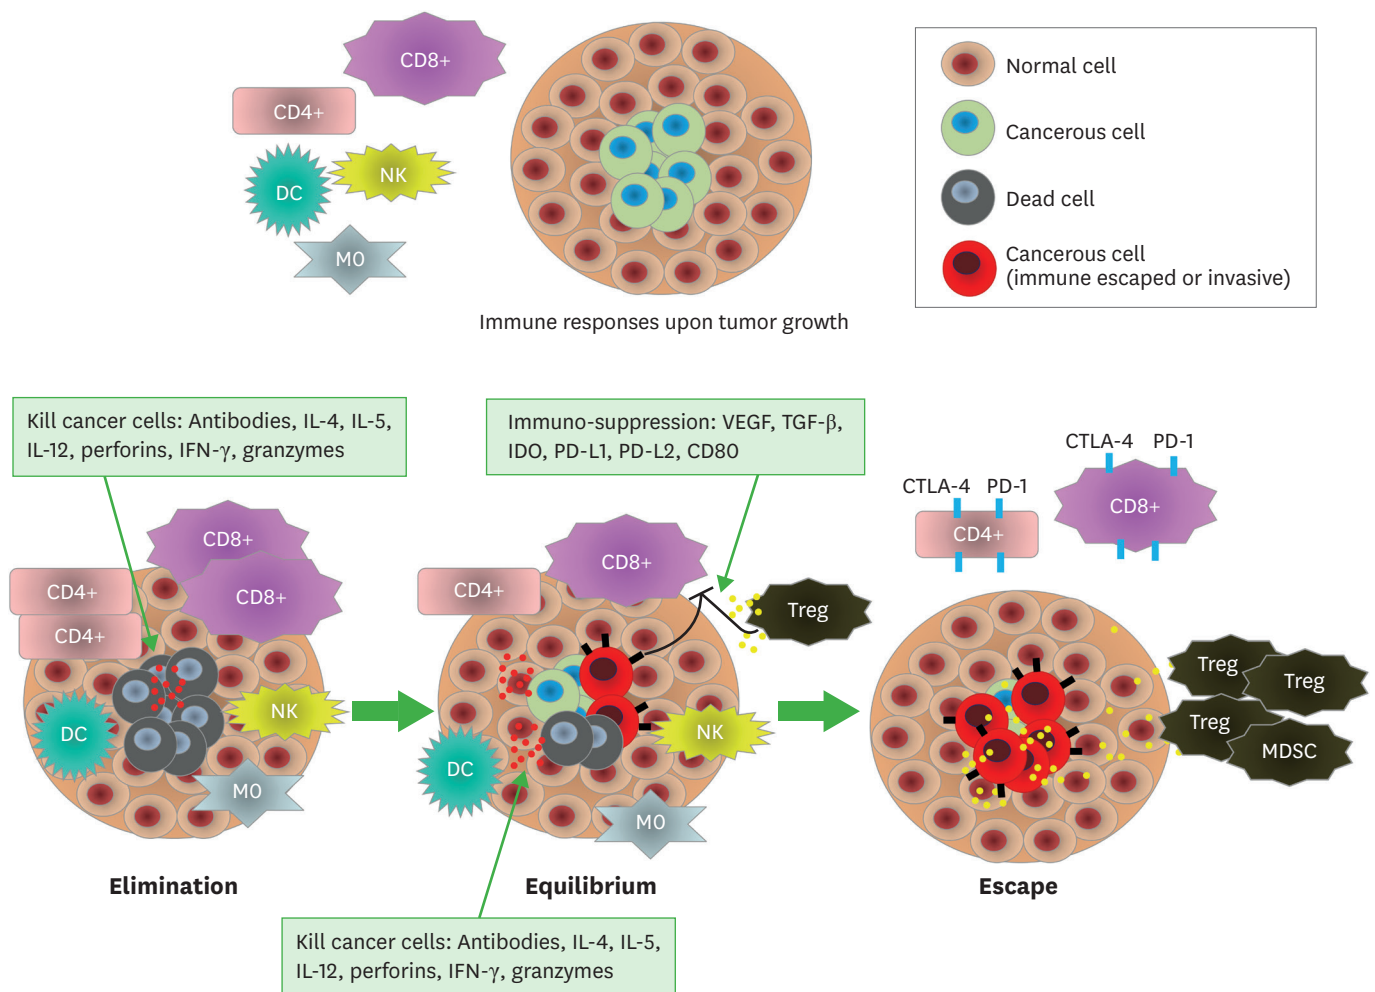 CD8+
CD4+
NK
DC
M0
Immune responses upon tumor growth
Normal cell
Cancerous cell
Dead cell
Cancerous cell
(immune escaped or invasive)
Kill cancer cells: Antibodies, IL-4, IL-5,
IL-12, perforins, IFN-γ, granzymes
CD8+
CD8+
CD4+
CD4+
NK
DC
M0
Elimination
Immuno-suppression: VEGF, TGF-β,
IDO, PD-L1, PD-L2, CD80
CD8+
CD4+
Treg
NK
DC
M0
Equilibrium
Kill cancer cells: Antibodies, IL-4, IL-5,
IL-12, perforins, IFN-γ, granzymes
CTLA-4 PD-1
CD8+
CTLA-4 PD-1
CD4+
Treg
Treg
Treg
MDSC
Escape